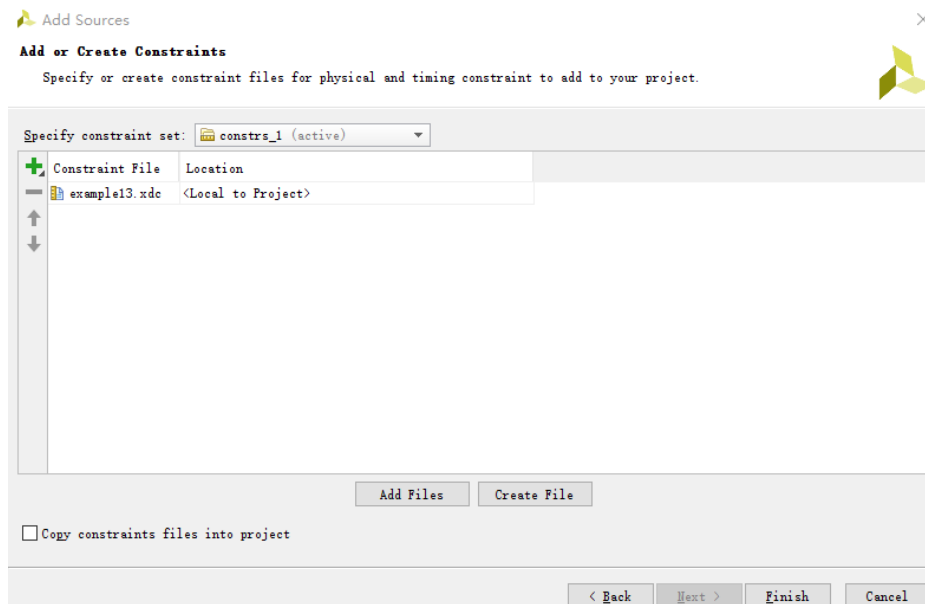 Add Sources
Add or Create Constraints
Specify or create constraint files for physical and timing constraint to add to your project.
Specify constraint set: constrs_1 (active)
Constraint File Location
example13.xdc <Local to Project>
Add Files Create File
Copy constraints files into project
< Back Next > Finish Cancel